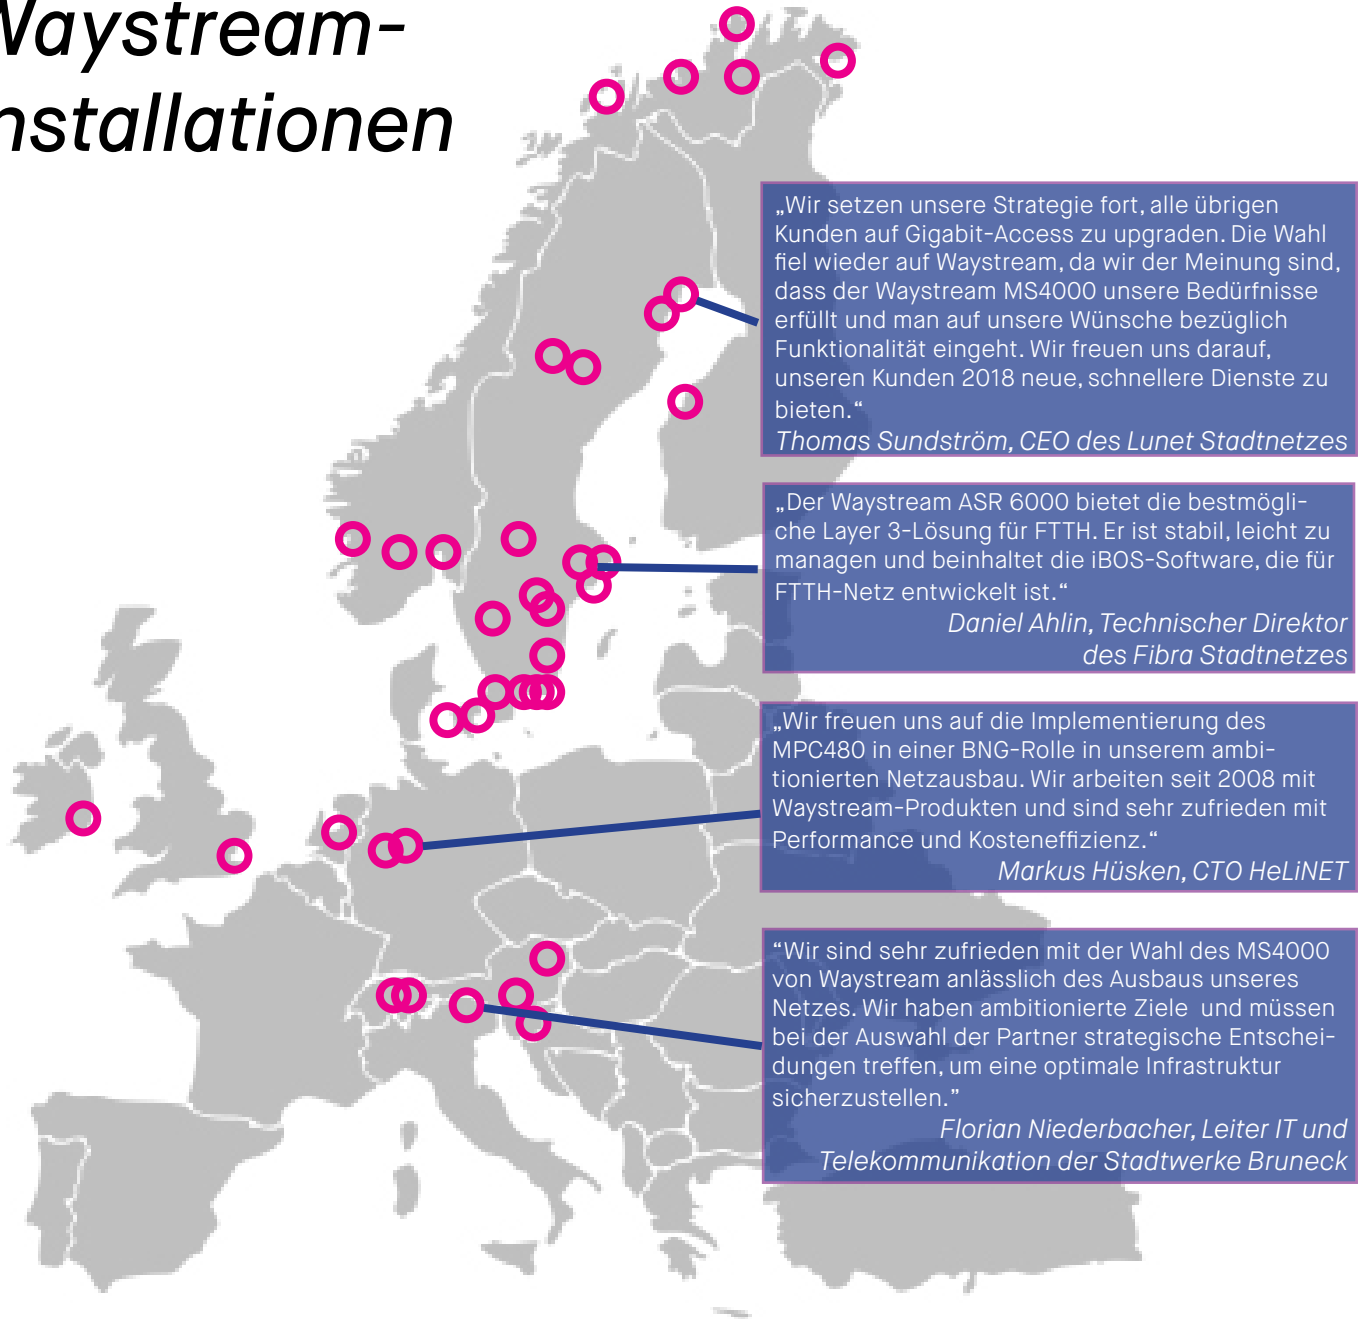 Waystream-
nstallationen
„Wir setzen unsere Strategie fort, alle übrigen
Kunden auf Gigabit-Access zu upgraden. Die Wahl
fiel wieder auf Waystream, da wir der Meinung sind,
dass der Waystream MS4000 unsere Bedürfnisse
erfüllt und man auf unsere Wünsche bezüglich
Funktionalität eingeht. Wir freuen uns darauf,
unseren Kunden 2018 neue, schnellere Dienste zu
bieten.“
Thomas Sundström, CEO des Lunet Stadtnetzes
„Der Waystream ASR 6000 bietet die bestmögli-
che Layer 3-Lösung für FTTH. Er ist stabil, leicht zu
managen und beinhaltet die iBOS-Software, die für
FTTH-Netz entwickelt ist.“
Daniel Ahlin, Technischer Direktor
des Fibra Stadtnetzes
„Wir freuen uns auf die Implementierung des
MPC480 in einer BNG-Rolle in unserem ambi-
tionierten Netzausbau. Wir arbeiten seit 2008 mit
Waystream-Produkten und sind sehr zufrieden mit
Performance und Kosteneffizienz.“
Markus Hüsken, CTO HeLiNET
“Wir sind sehr zufrieden mit der Wahl des MS4000
von Waystream anlässlich des Ausbaus unseres
Netzes. Wir haben ambitionierte Ziele  und müssen
bei der Auswahl der Partner strategische Entschei-
dungen treffen, um eine optimale Infrastruktur
sicherzustellen.”
Florian Niederbacher, Leiter IT und
Telekommunikation der Stadtwerke Bruneck